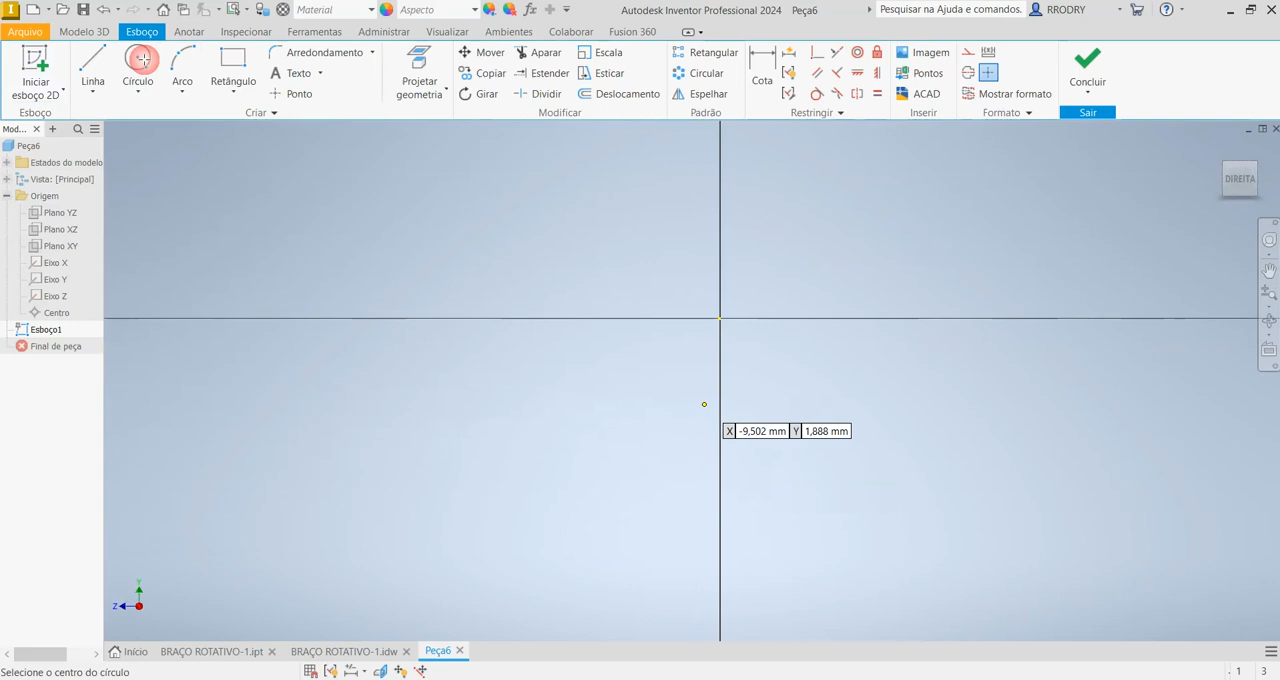 Material
Aspecto
Autodesk Inventor Professional 2024 Peça6
Pesquisar na Ajuda e comandos.
RRODRY
Arquivo
Modelo 3D
Esboço
Anotar
Inspecionar
Ferramentas
Administrar
Visualizar
Ambientes
Colaborar
Fusion 360
Iniciar
esboço 2D
Linha
Círculo
Arco
Retângulo
Arredondamento
Texto
Ponto
Projetar
geometria
Mover
Copiar
Girar
Aparar
Estender
Dividir
Escala
Esticar
Deslocamento
Retangular
Circular
Espelhar
Cota
Imagem
Pontos
ACAD
Mostrar formato
Concluir
Esboço
Criar
Modificar
Padrão
Restringir
Inserir
Formato
Sair
Mod...
Peça6
Estados do modelo
Vista: [Principal]
Origem
Plano YZ
Plano XZ
Plano XY
Eixo X
Eixo Y
Eixo Z
Centro
Esboço1
Final de peça
DIREITA
X -9,502 mm Y 1,888 mm
Y
Z
Início
BRAÇO ROTATIVO-1.ipt
BRAÇO ROTATIVO-1.idw
Peça6
Selecione o centro do círculo
1 3